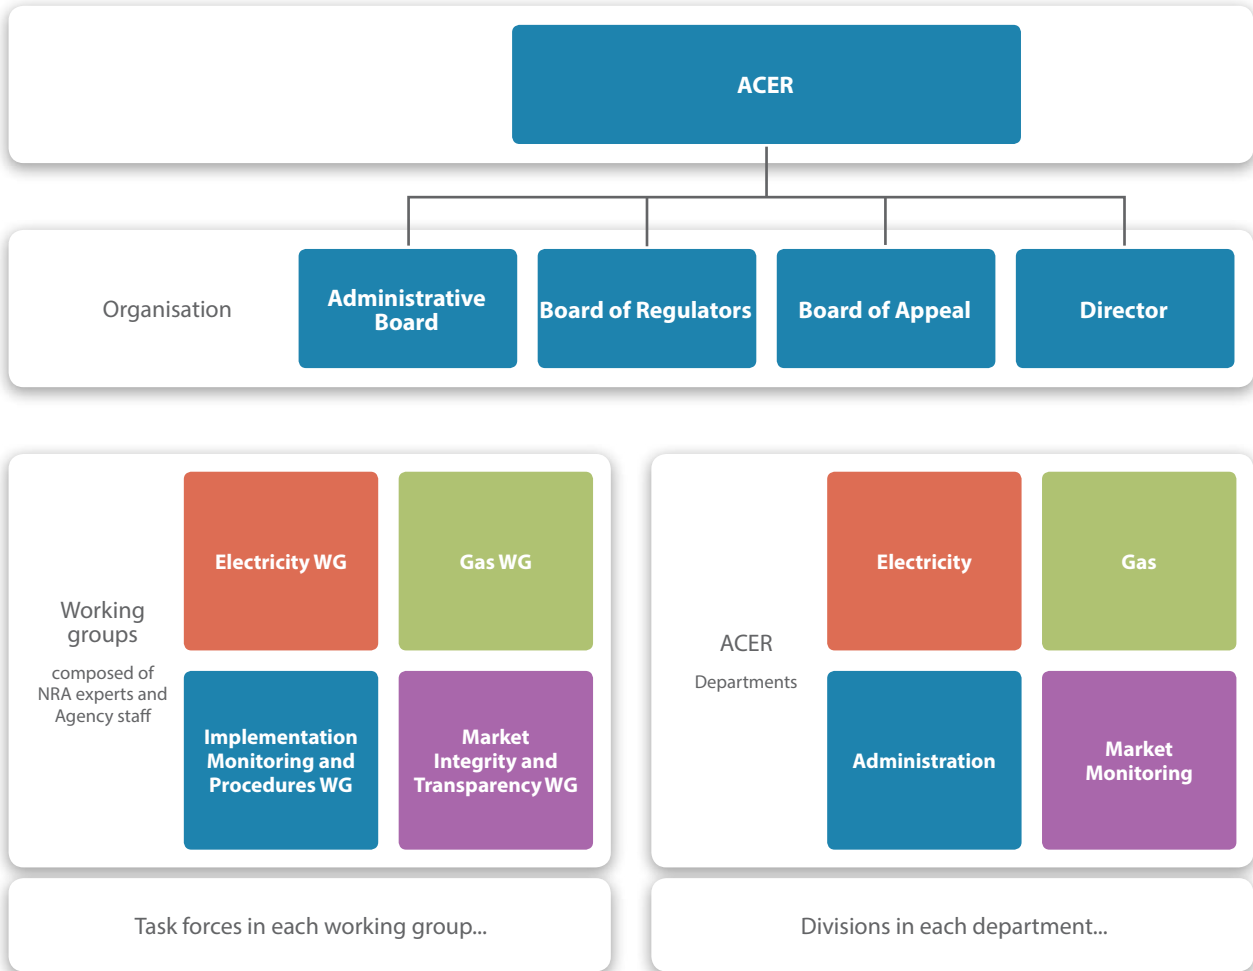 ACER
Organisation
Administrative
Board
Board of Regulators
Board of Appeal
Director
Working
groups
composed of
NRA experts and
Agency staff
Electricity WG
Gas WG
Implementation
Monitoring and
Procedures WG
Market
Integrity and
Transparency WG
ACER
Departments
Electricity
Gas
Administration
Market
Monitoring
Task forces in each working group...
Divisions in each department...